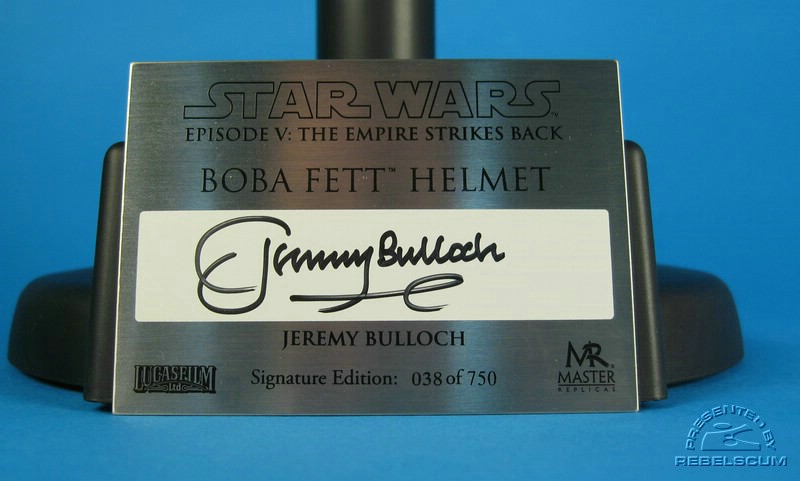 STAR WARS™
EPISODE V: THE EMPIRE STRIKES BACK
BOBA FETT™ HELMET
Jeremy Bulloch
JEREMY BULLOCH
LUCASFILM
Ltd
Signature Edition: 038 of 750
MR®
MASTER
REPLICAS
PRESENTED BY
REBELSCUM